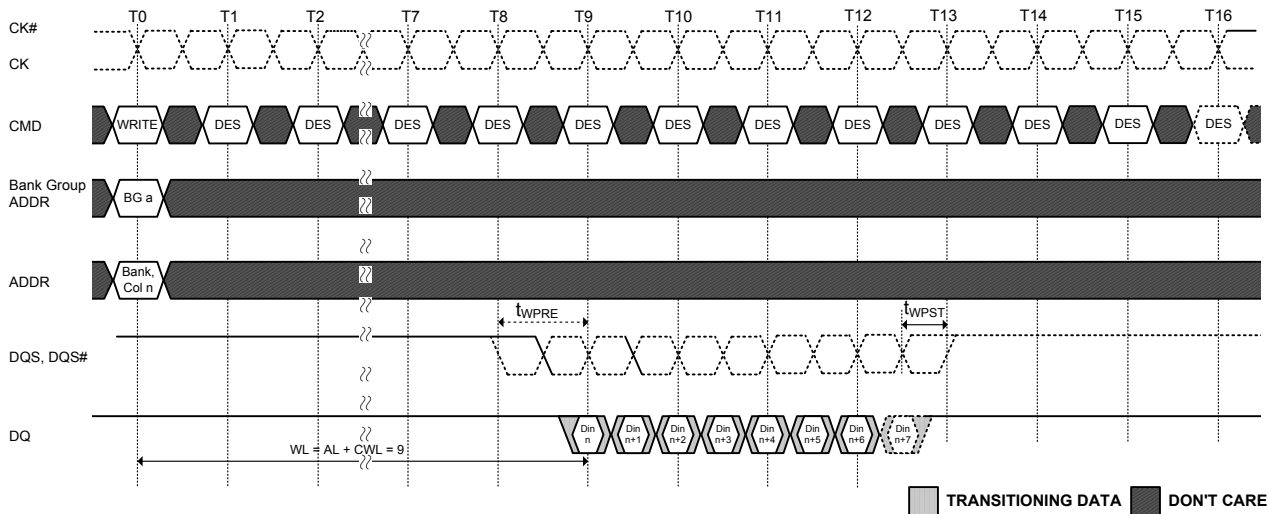 T0 T1 T2 T7 T8 T9 T10 T11 T12 T13 T14 T15 T16
CK#
CK
CMD WRITE DES DES DES DES DES DES DES DES DES DES DES DES
Bank Group
ADDR
BG a
ADDR
Bank,
Col n
tWPRE tWPST
DQS, DQS#
DQ
Din
n
Din
n+1
Din
n+2
Din
n+3
Din
n+4
Din
n+5
Din
n+6
Din
n+7
WL = AL + CWL = 9
TRANSITIONING DATA DON'T CARE